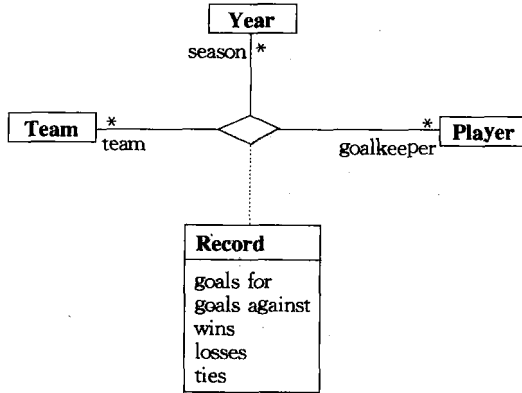 Year
season *
Team * * Player
team goalkeeper
Record
goals for
goals against
wins
losses
ties